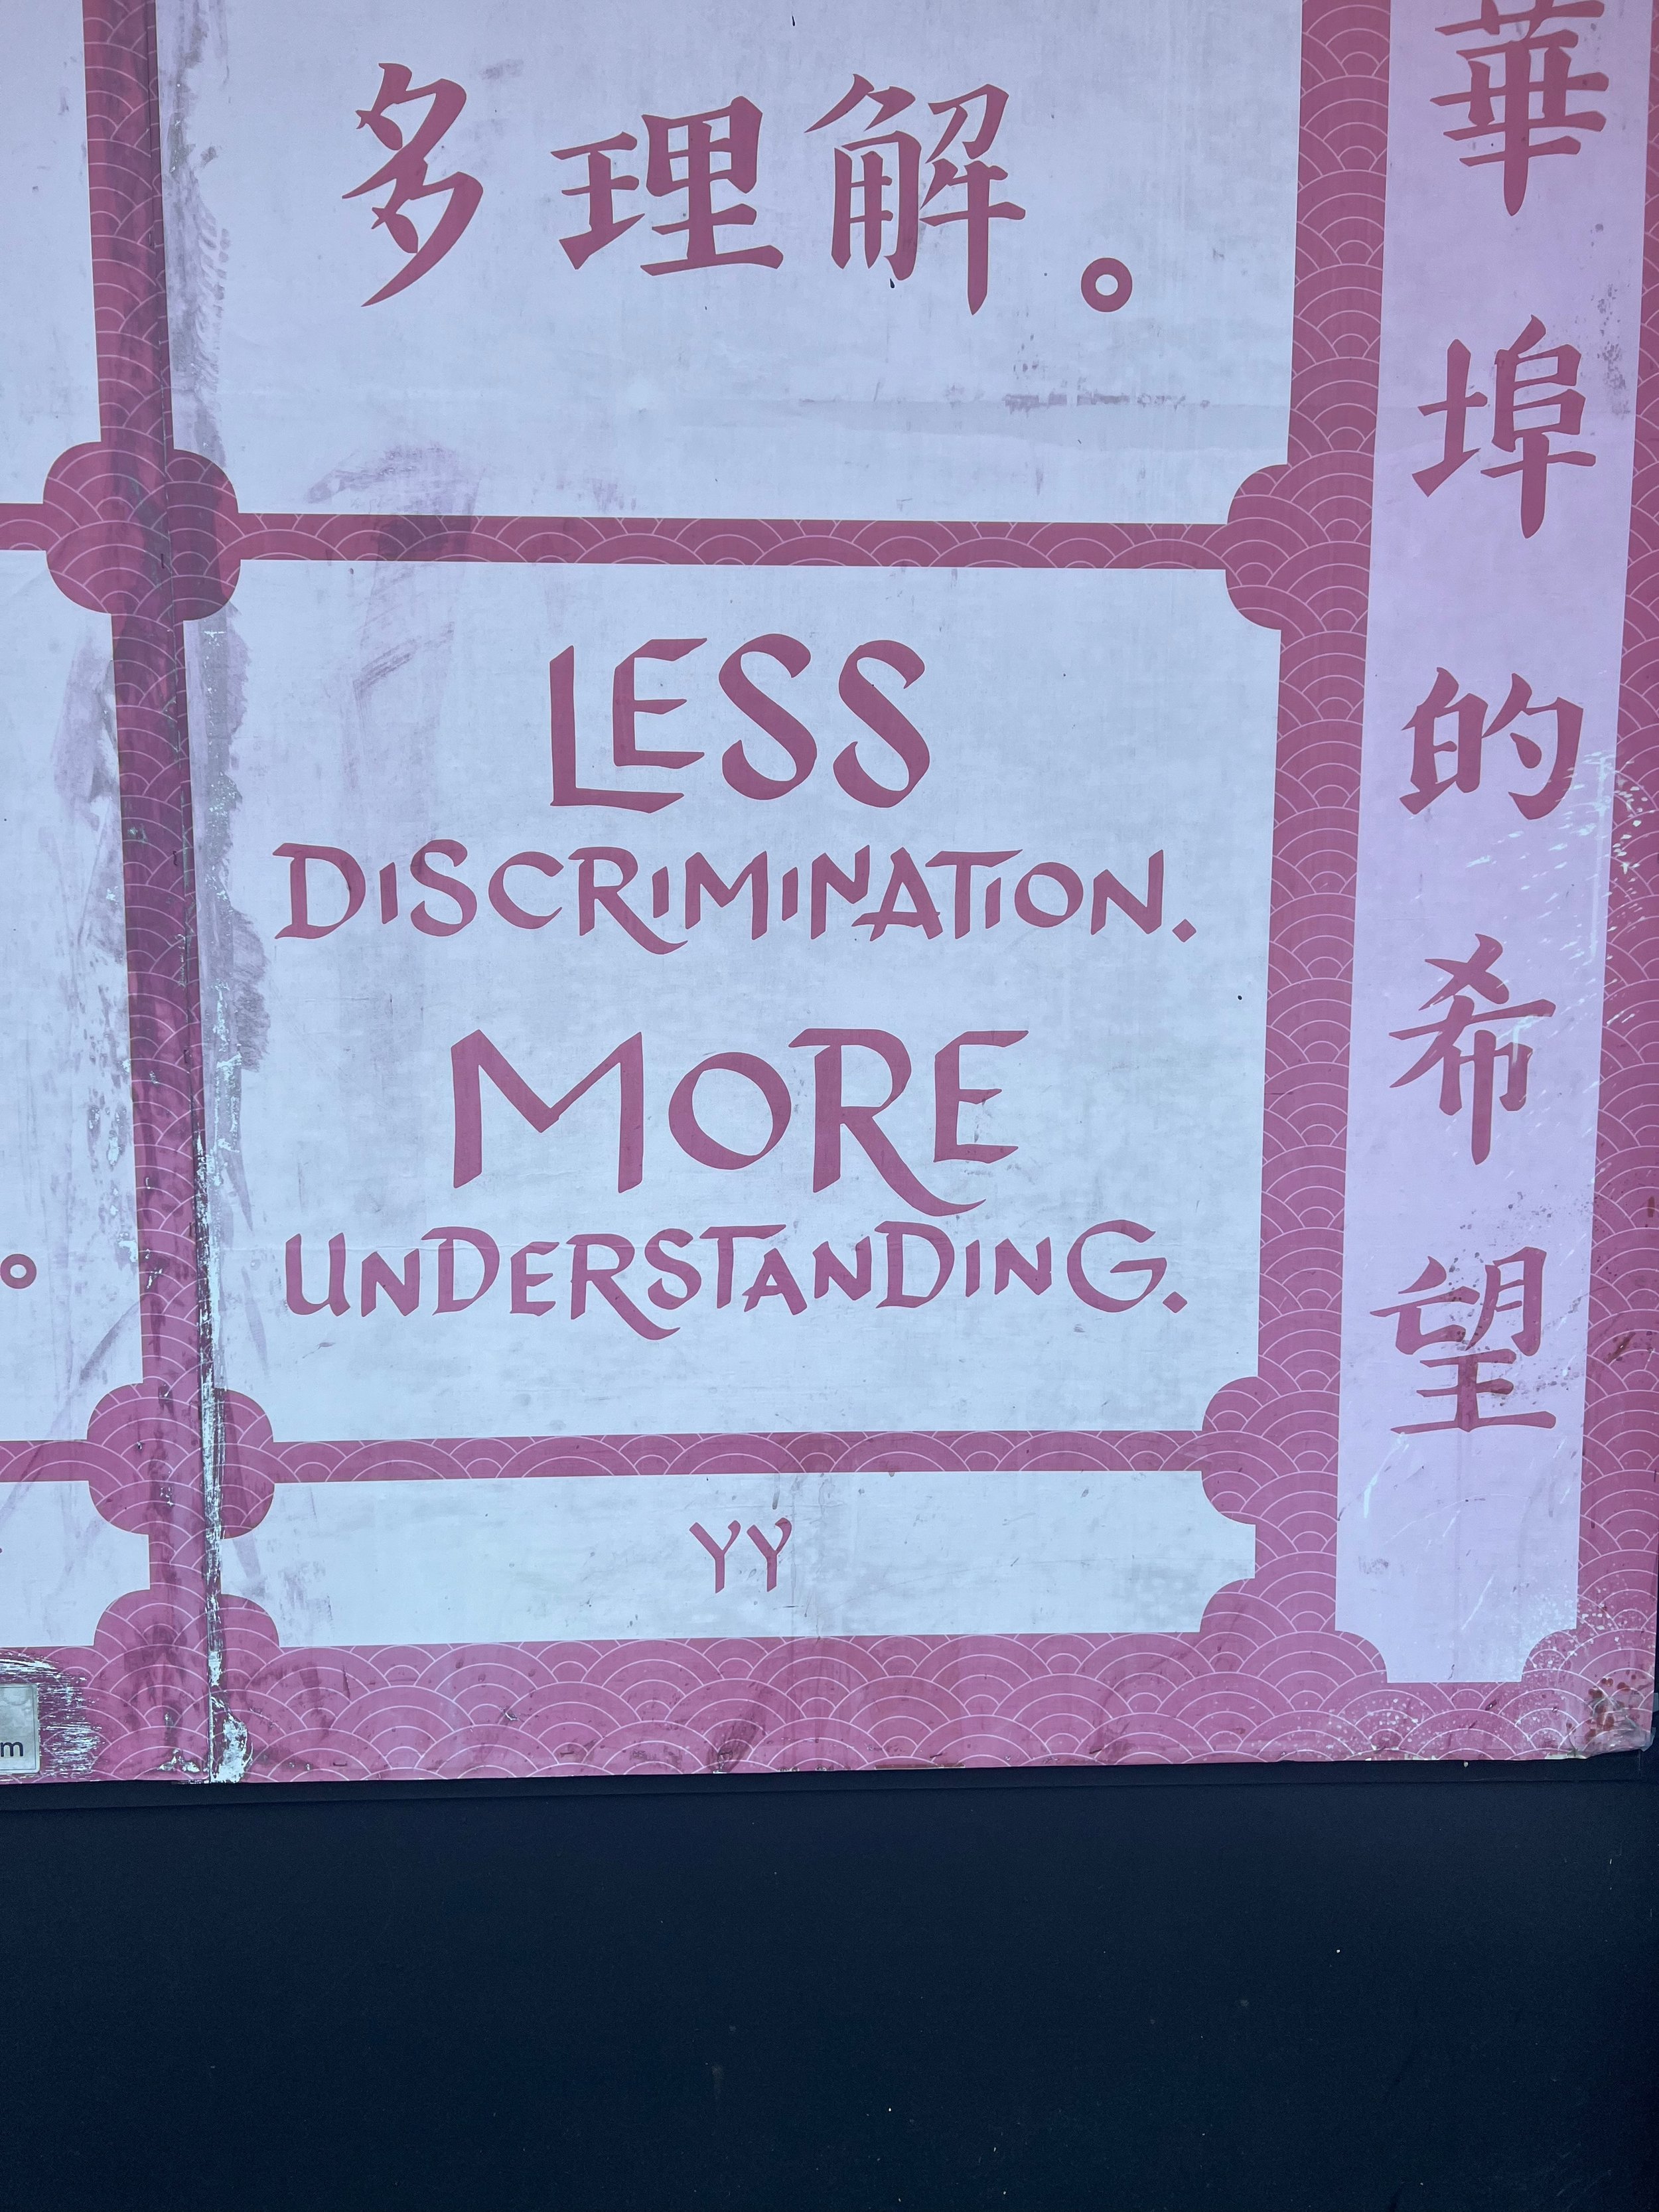 多理解。
LESS
DISCRIMINATION.
MORE
UNDERSTANDING.
YY
華埠的希望
。
m